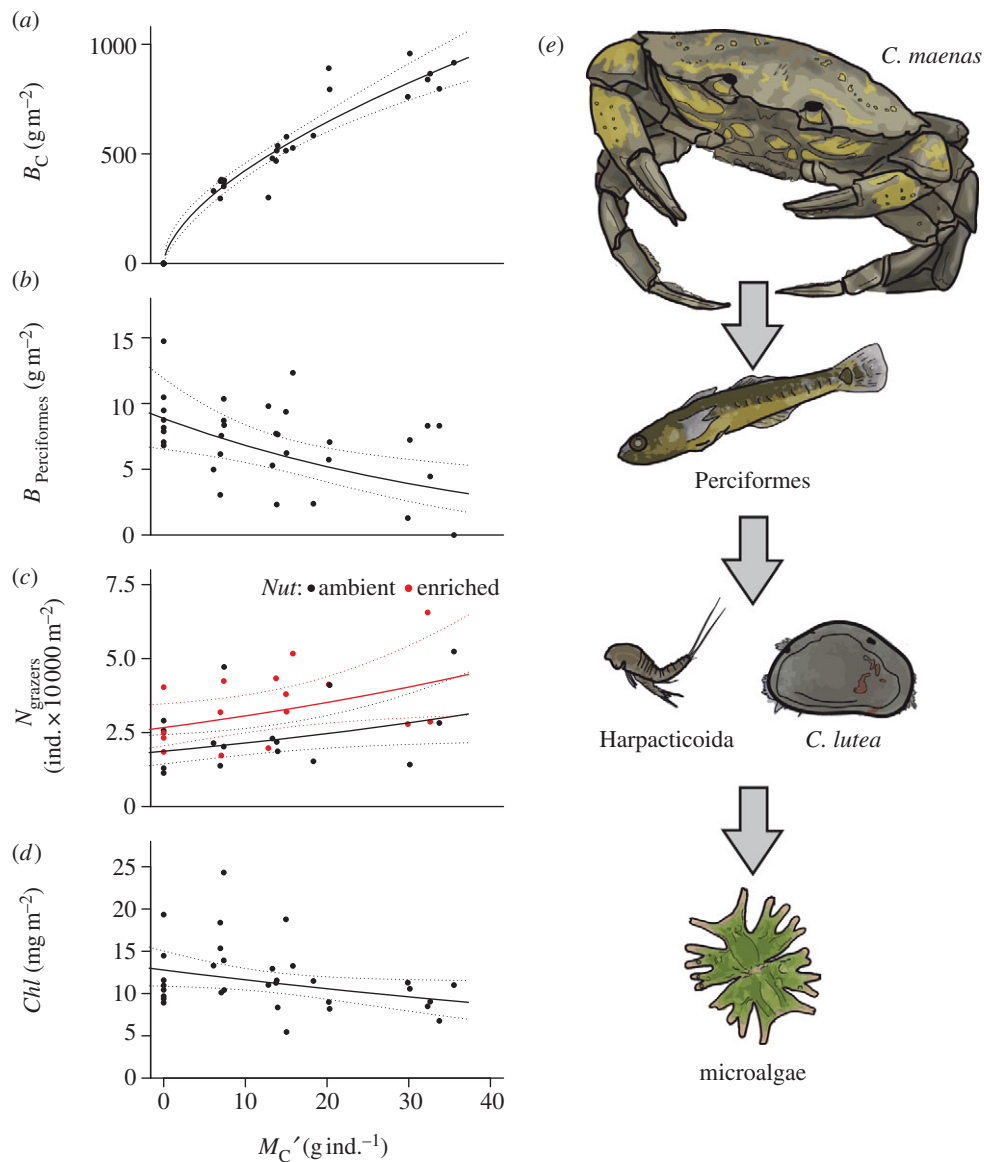 (a)
1000
500
0
B_C (g m⁻²)
(b)
15
10
5
0
B_Perciformes (g m⁻²)
(c)
Nut: ambient enriched
7.5
5.0
2.5
0
N_grazers
(ind. × 10 000 m⁻²)
(d)
25
20
15
10
5
0
Chl (mg m⁻²)
0 10 20 30 40
M_C′ (g ind.⁻¹)
(e)
C. maenas
Perciformes
Harpacticoida C. lutea
microalgae